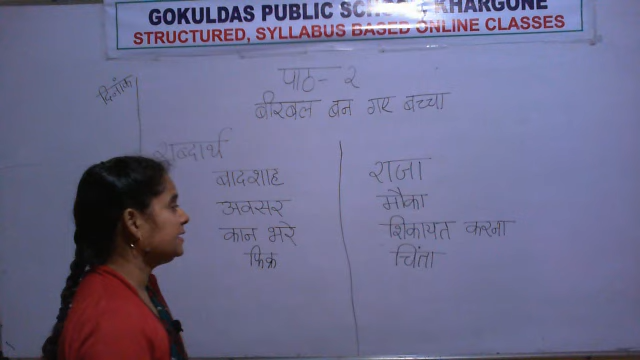 GOKULDAS PUBLIC SCHOOL, KHARGONE
STRUCTURED, SYLLABUS BASED ONLINE CLASSES
दिनांक
पाठ- २
बीरबल बन गए बच्चा
शब्दार्थ
बादशाह राजा
अवसर मौका
कान भरे शिकायत करना
फिक्र चिंता